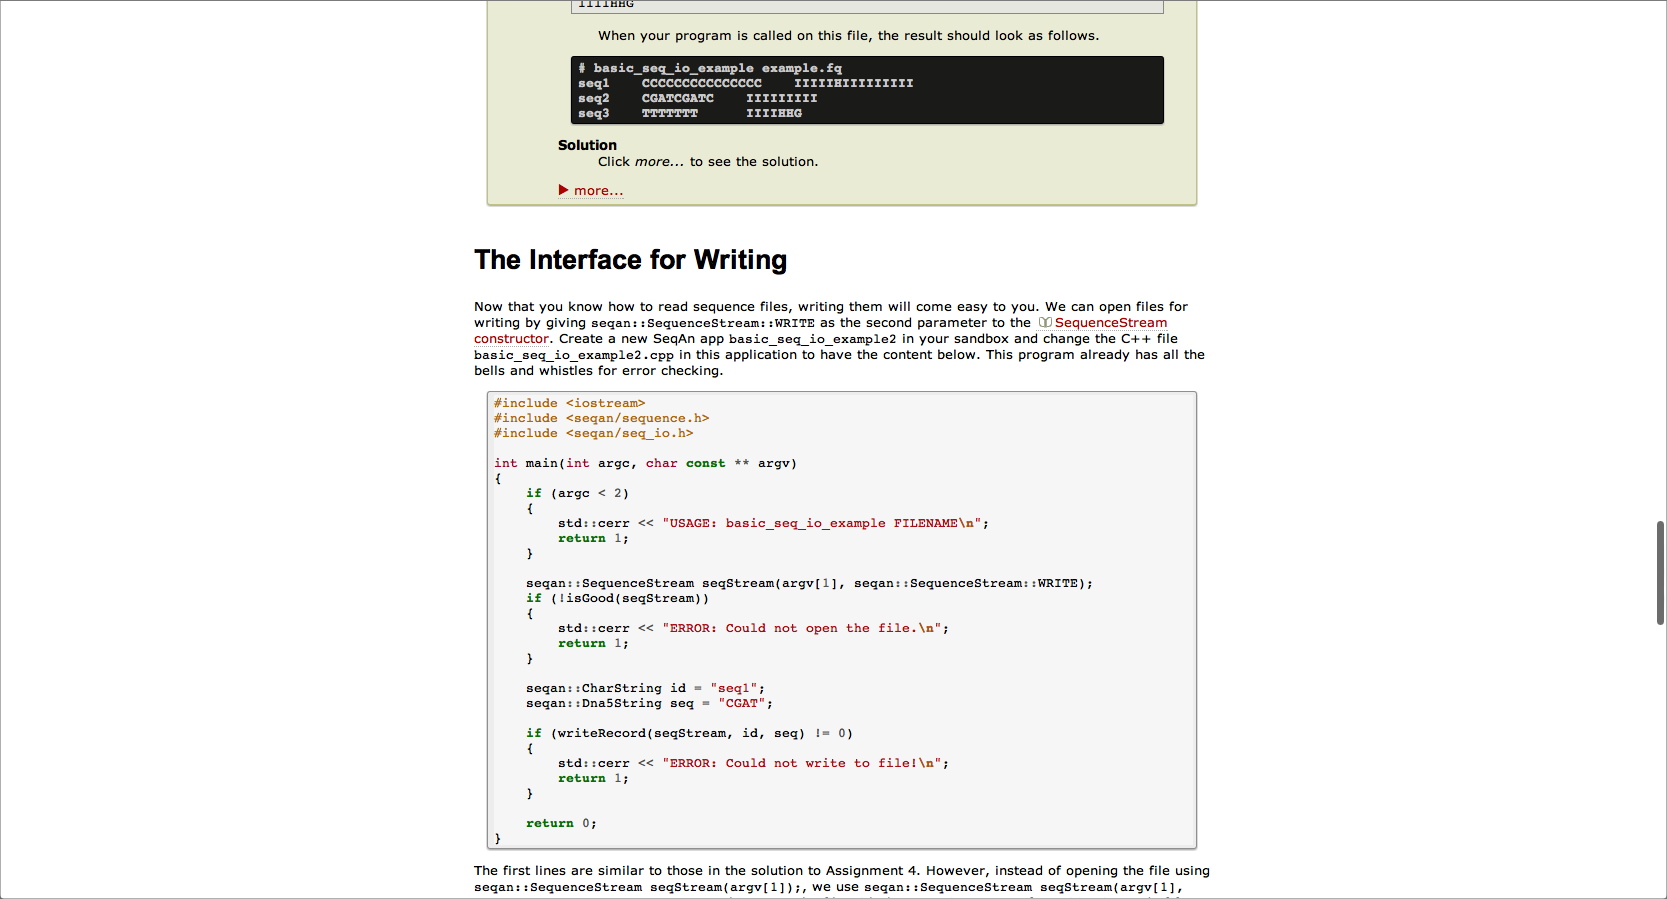 IIIIHHG
When your program is called on this file, the result should look as follows.
# basic_seq_io_example example.fq
seq1    CCCCCCCCCCCCCCC    IIIIIHIIIIIIIII
seq2    CGATCGATC    IIIIIIIII
seq3    TTTTTTT      IIIIHHG
Solution
Click more... to see the solution.
▶ more...
The Interface for Writing
Now that you know how to read sequence files, writing them will come easy to you. We can open files for
writing by giving seqan::SequenceStream::WRITE as the second parameter to the SequenceStream
constructor. Create a new SeqAn app basic_seq_io_example2 in your sandbox and change the C++ file
basic_seq_io_example2.cpp in this application to have the content below. This program already has all the
bells and whistles for error checking.
#include <iostream>
#include <seqan/sequence.h>
#include <seqan/seq_io.h>
int main(int argc, char const ** argv)
{
    if (argc < 2)
    {
        std::cerr << "USAGE: basic_seq_io_example FILENAME\n";
        return 1;
    }
    seqan::SequenceStream seqStream(argv[1], seqan::SequenceStream::WRITE);
    if (!isGood(seqStream))
    {
        std::cerr << "ERROR: Could not open the file.\n";
        return 1;
    }
    seqan::CharString id = "seq1";
    seqan::Dna5String seq = "CGAT";
    if (writeRecord(seqStream, id, seq) != 0)
    {
        std::cerr << "ERROR: Could not write to file!\n";
        return 1;
    }
    return 0;
}
The first lines are similar to those in the solution to Assignment 4. However, instead of opening the file using
seqan::SequenceStream seqStream(argv[1]);, we use seqan::SequenceStream seqStream(argv[1],